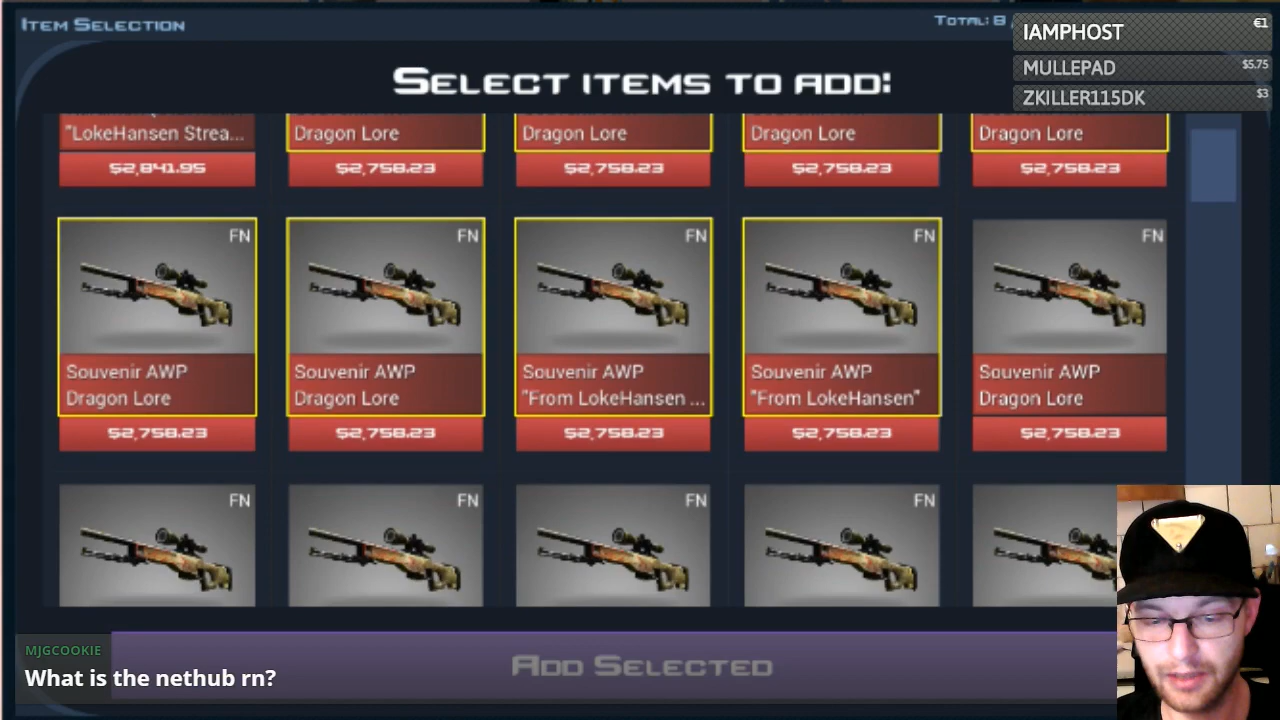 Item Selection
Total: 8
IAMPHOST €1
MULLEPAD $5.75
ZKILLER115DK $3
Select items to add:
"LokeHansen Strea...
Dragon Lore
Dragon Lore
Dragon Lore
Dragon Lore
$2,841.95
$2,758.23
$2,758.23
$2,758.23
$2,758.23
FN
FN
FN
FN
FN
Souvenir AWP
Dragon Lore
Souvenir AWP
Dragon Lore
Souvenir AWP
"From LokeHansen ...
Souvenir AWP
"From LokeHansen"
Souvenir AWP
Dragon Lore
$2,758.23
$2,758.23
$2,758.23
$2,758.23
$2,758.23
FN
FN
FN
FN
FN
MJGCOOKIE
What is the nethub rn?
Add Selected